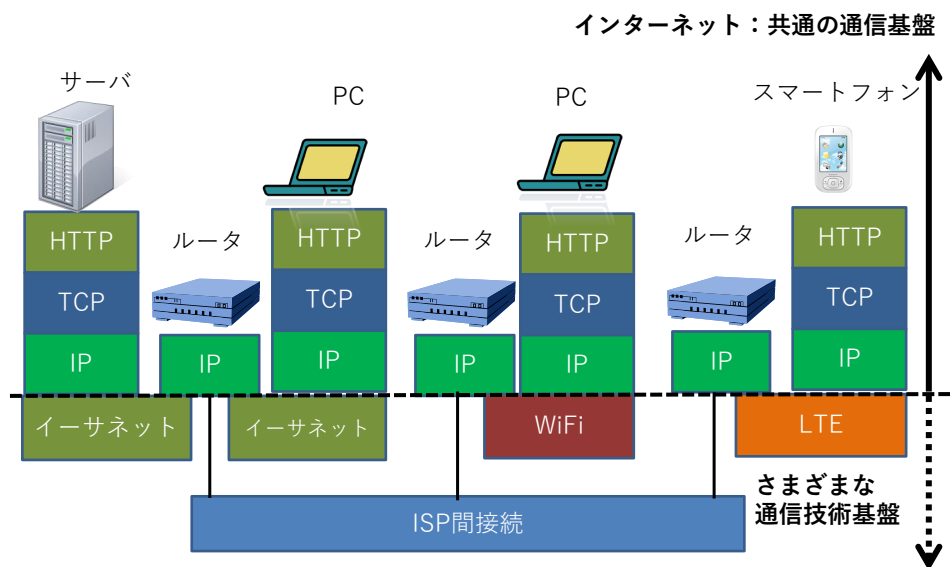 インターネット：共通の通信基盤
サーバ
PC
PC
スマートフォン
HTTP
ルータ
HTTP
ルータ
HTTP
ルータ
HTTP
TCP
TCP
TCP
TCP
IP
IP
IP
IP
IP
IP
IP
イーサネット
イーサネット
WiFi
LTE
さまざまな
通信技術基盤
ISP間接続